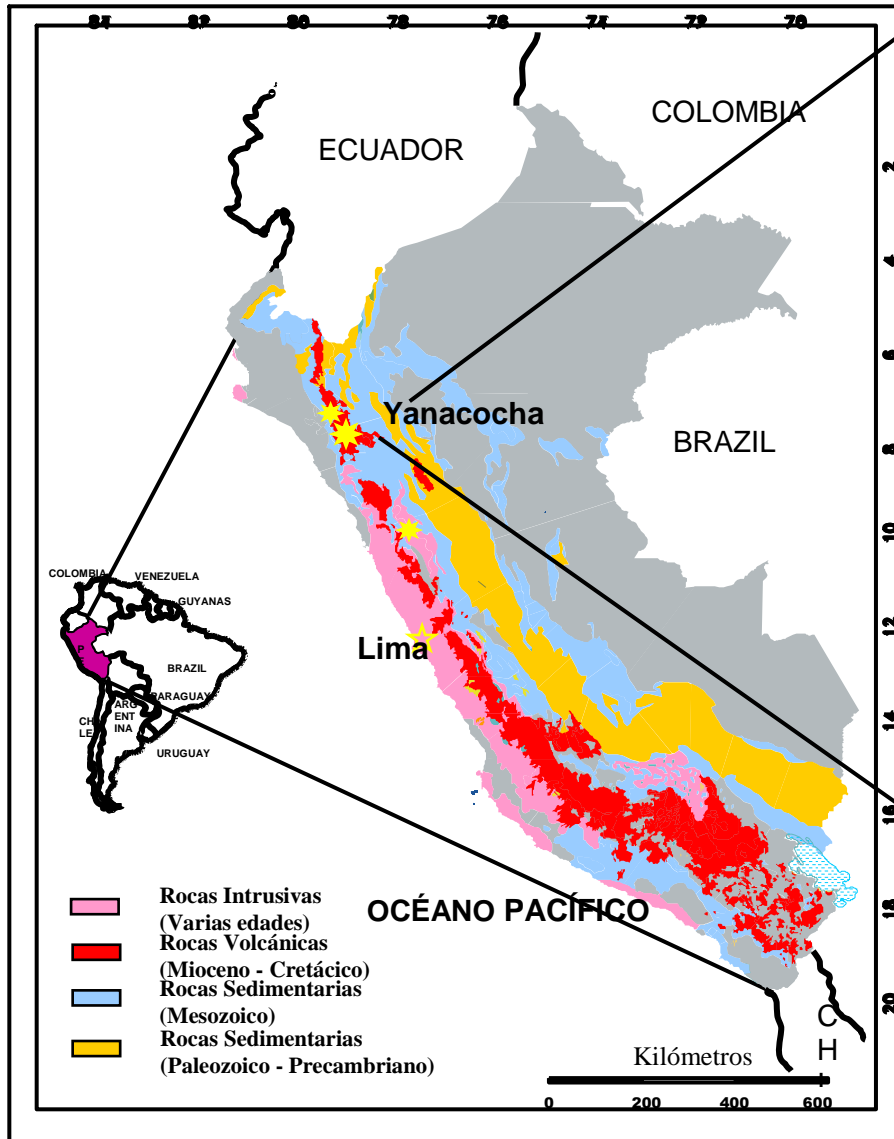 82 80 78 76 72 70
COLOMBIA
ECUADOR
2
4
6
Yanacocha
BRAZIL
8
10
COLOMBIA
VENEZUELA
GUYANAS
12
Lima
P
BRAZIL
PARAGUAY
ARG
ENT
INA
CHI
LE
URUGUAY
14
16
OCÉANO PACÍFICO
18
20
Rocas Intrusivas
(Varias edades)
Rocas Volcánicas
(Mioceno - Cretácico)
Rocas Sedimentarias
(Mesozoico)
Rocas Sedimentarias
(Paleozoico - Precambriano)
C
H
Kilómetros
0 200 400 600